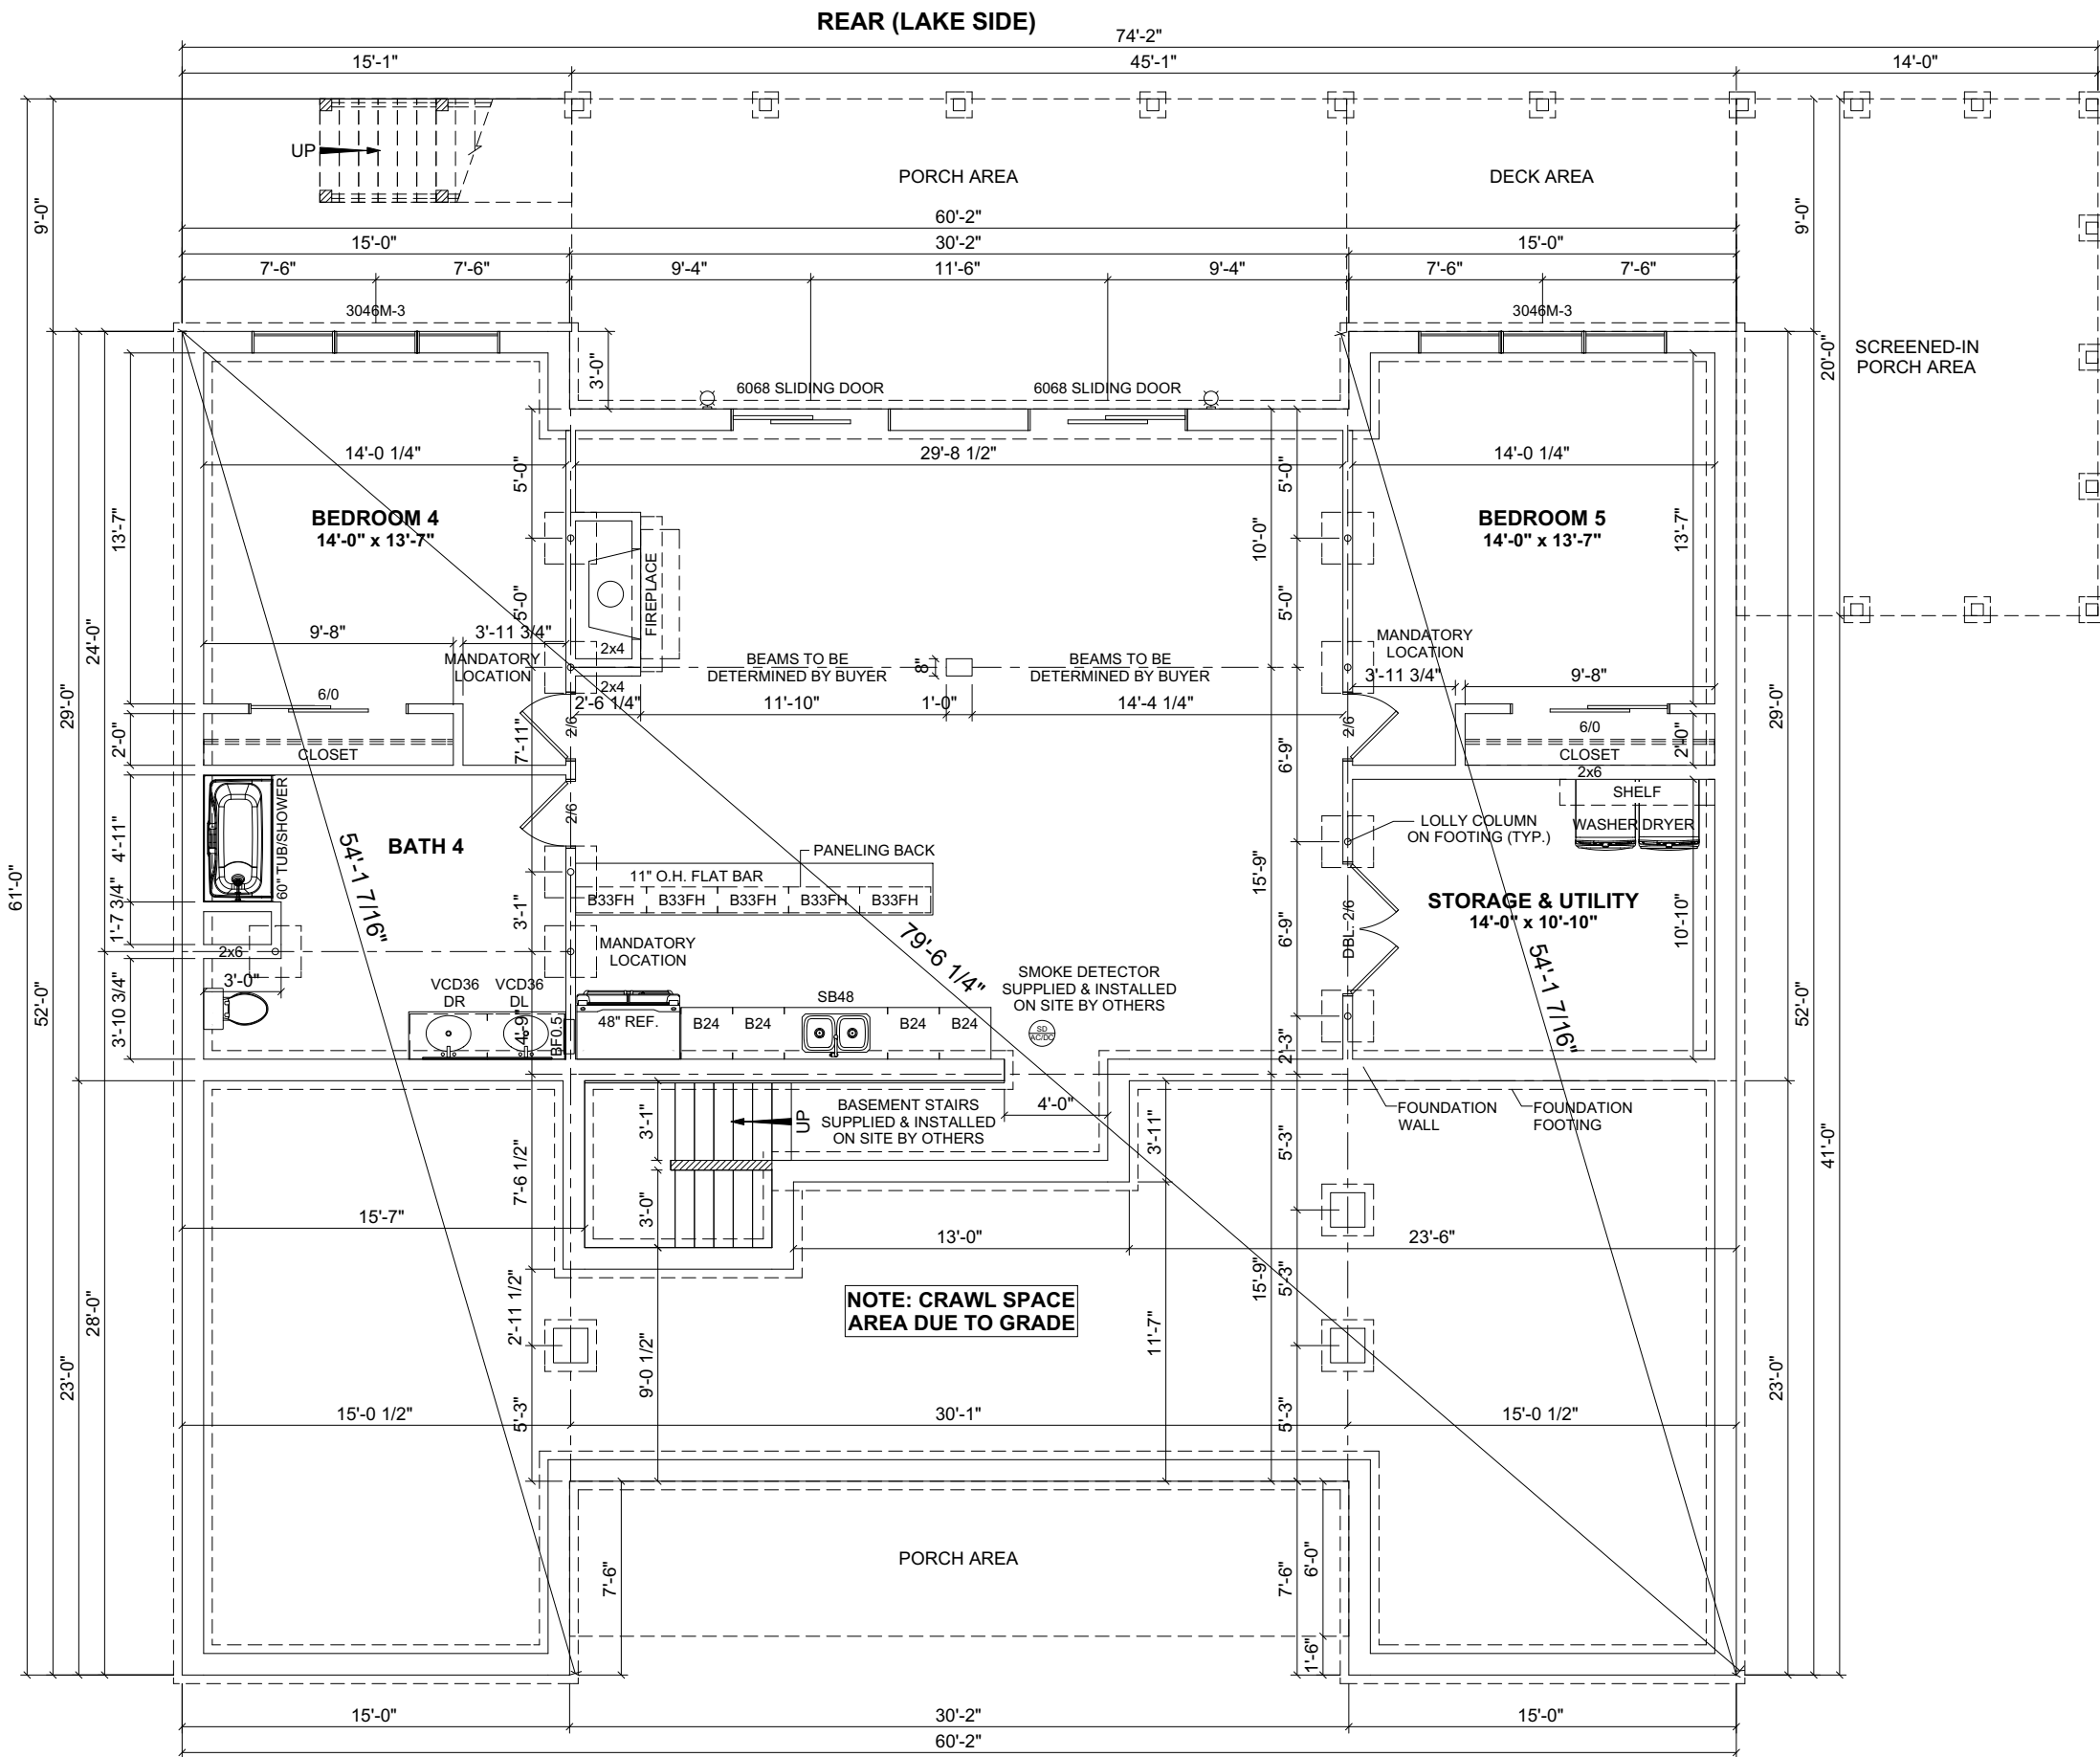 REAR (LAKE SIDE)
74'-2"
15'-1"
45'-1"
14'-0"
UP
PORCH AREA
DECK AREA
9'-0"
9'-0"
60'-2"
15'-0"
30'-2"
15'-0"
7'-6"
7'-6"
9'-4"
11'-6"
9'-4"
7'-6"
7'-6"
3046M-3
3046M-3
3'-0"
6068 SLIDING DOOR
6068 SLIDING DOOR
20'-0"
SCREENED-IN
PORCH AREA
14'-0 1/4"
29'-8 1/2"
14'-0 1/4"
5'-0"
5'-0"
BEDROOM 4
14'-0" x 13'-7"
BEDROOM 5
14'-0" x 13'-7"
13'-7"
13'-7"
10'-0"
FIREPLACE
5'-0"
5'-0"
24'-0"
29'-0"
29'-0"
61'-0"
52'-0"
52'-0"
41'-0"
9'-8"
3'-11 3/4"
2x4
MANDATORY
LOCATION
BEAMS TO BE
DETERMINED BY BUYER
8"
BEAMS TO BE
DETERMINED BY BUYER
MANDATORY
LOCATION
3'-11 3/4"
9'-8"
6/0
2x4
2'-6 1/4"
11'-10"
1'-0"
14'-4 1/4"
2/6
2/6
6/0
2'-0"
CLOSET
7'-11"
6'-9"
CLOSET
2'-0"
2x6
SHELF
WASHER
DRYER
4'-11"
60" TUB/SHOWER
BATH 4
2/6
54'-1 7/16"
LOLLY COLUMN
ON FOOTING (TYP.)
PANELING BACK
11" O.H. FLAT BAR
B33FH
B33FH
B33FH
B33FH
B33FH
15'-9"
STORAGE & UTILITY
14'-0" x 10'-10"
10'-10"
1'-7 3/4"
3'-1"
6'-9"
DBL. 2/6
2x6
MANDATORY
LOCATION
79'-6 1/4"
54'-1 7/16"
3'-0"
SMOKE DETECTOR
SUPPLIED & INSTALLED
ON SITE BY OTHERS
VCD36
DR
VCD36
DL
SB48
3'-10 3/4"
4'-9"
BF0.5
48" REF.
B24
B24
B24
B24
SD
AC/DC
2'-3"
BASEMENT STAIRS
SUPPLIED & INSTALLED
ON SITE BY OTHERS
UP
4'-0"
FOUNDATION
WALL
FOUNDATION
FOOTING
3'-1"
3'-11"
5'-3"
7'-6 1/2"
3'-0"
15'-7"
13'-0"
23'-6"
28'-0"
23'-0"
23'-0"
2'-11 1/2"
NOTE: CRAWL SPACE
AREA DUE TO GRADE
15'-9"
5'-3"
9'-0 1/2"
11'-7"
15'-0 1/2"
5'-3"
30'-1"
5'-3"
15'-0 1/2"
PORCH AREA
7'-6"
7'-6"
6'-0"
1'-6"
15'-0"
30'-2"
15'-0"
60'-2"